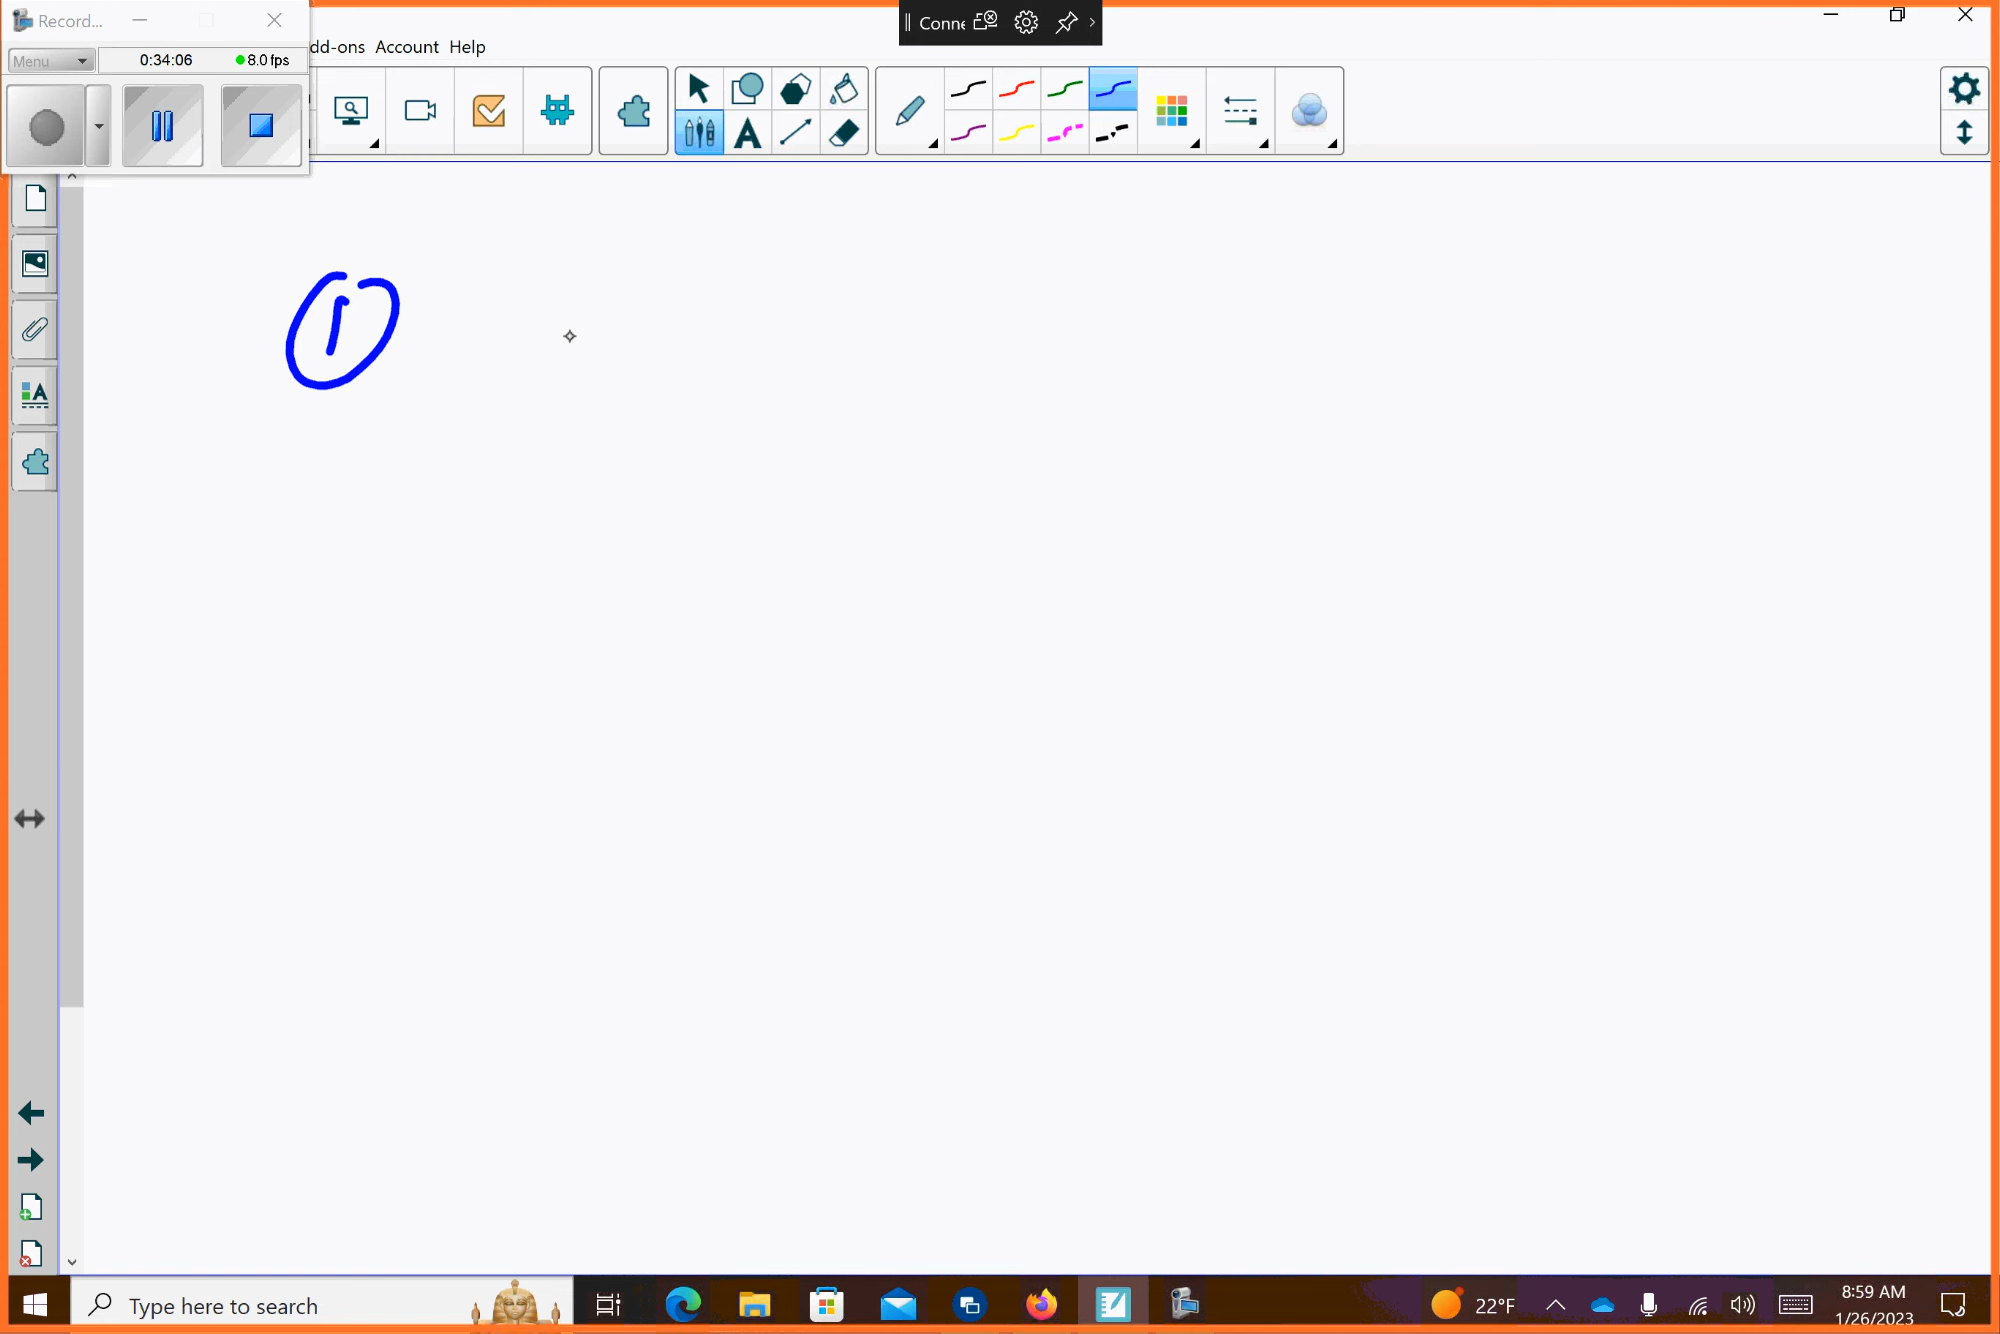 Record...
Conne
Menu
0:34:06
8.0 fps
dd-ons Account Help
1
Type here to search
22°F
8:59 AM
1/26/2023